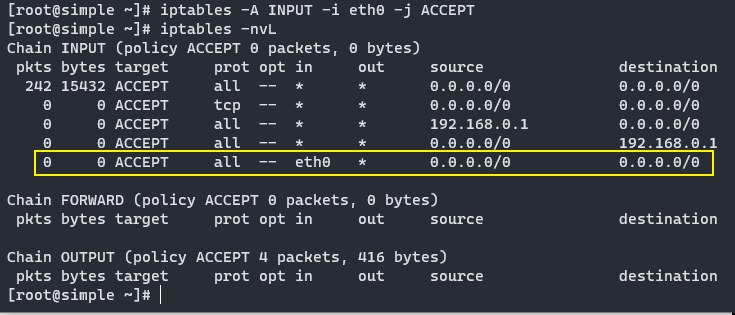 [root@simple ~]# iptables -A INPUT -i eth0 -j ACCEPT
[root@simple ~]# iptables -nvL
Chain INPUT (policy ACCEPT 0 packets, 0 bytes)
 pkts bytes target     prot opt in     out     source               destination
  242 15432 ACCEPT     all  --  *      *       0.0.0.0/0            0.0.0.0/0
    0     0 ACCEPT     tcp  --  *      *       0.0.0.0/0            0.0.0.0/0
    0     0 ACCEPT     all  --  *      *       192.168.0.1          0.0.0.0/0
    0     0 ACCEPT     all  --  *      *       0.0.0.0/0            192.168.0.1
    0     0 ACCEPT     all  --  eth0   *       0.0.0.0/0            0.0.0.0/0

Chain FORWARD (policy ACCEPT 0 packets, 0 bytes)
 pkts bytes target     prot opt in     out     source               destination

Chain OUTPUT (policy ACCEPT 4 packets, 416 bytes)
 pkts bytes target     prot opt in     out     source               destination
[root@simple ~]#